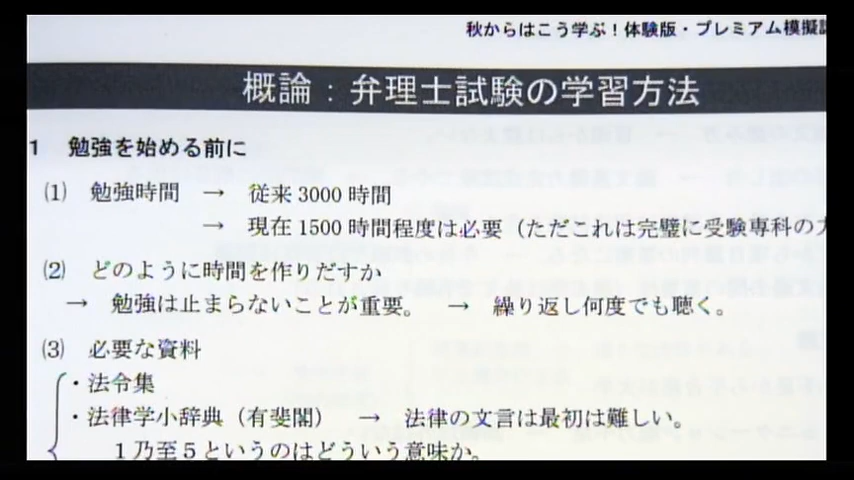 秋からはこう学ぶ!体験版・プレミアム模擬
概論:弁理士試験の学習方法
1 勉強を始める前に
(1) 勉強時間 → 従来 3000 時間
→ 現在 1500 時間程度は必要(ただこれは完璧に受験専科の
(2) どのように時間を作りだすか
→ 勉強は止まらないことが重要。 → 繰り返し何度でも聴く。
(3) 必要な資料
・法令集
・法律学小辞典(有斐閣) → 法律の文言は最初は難しい。
1乃至5というのはどういう意味か。